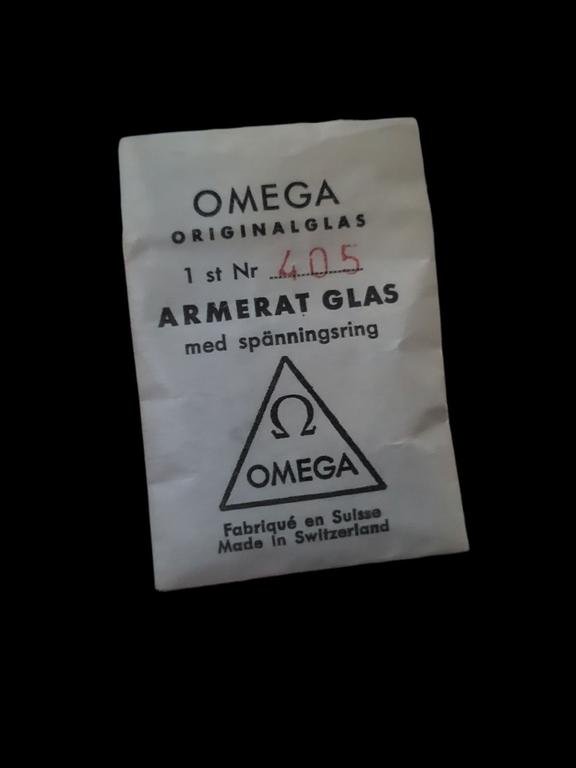 OMEGA
ORIGINALGLAS
1 st Nr 405
ARMERAT GLAS
med spänningsring
Ω
OMEGA
Fabriqué en Suisse
Made in Switzerland